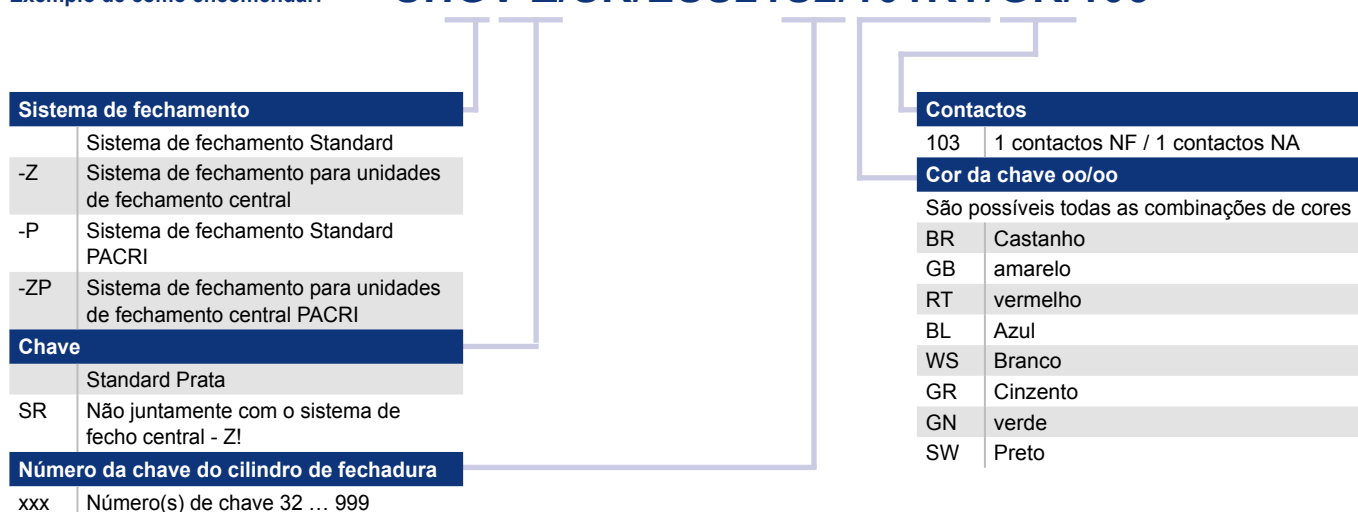 Sistema de fechamento
Sistema de fechamento Standard
-Z Sistema de fechamento para unidades
de fechamento central
-P Sistema de fechamento Standard
PACRI
-ZP Sistema de fechamento para unidades
de fechamento central PACRI
Chave
Standard Prata
SR Não juntamente com o sistema de
fecho central - Z!
Número da chave do cilindro de fechadura
xxx Número(s) de chave 32 … 999
Contactos
103 1 contactos NF / 1 contactos NA
Cor da chave oo/oo
São possíveis todas as combinações de cores
BR Castanho
GB amarelo
RT vermelho
BL Azul
WS Branco
GR Cinzento
GN verde
SW Preto